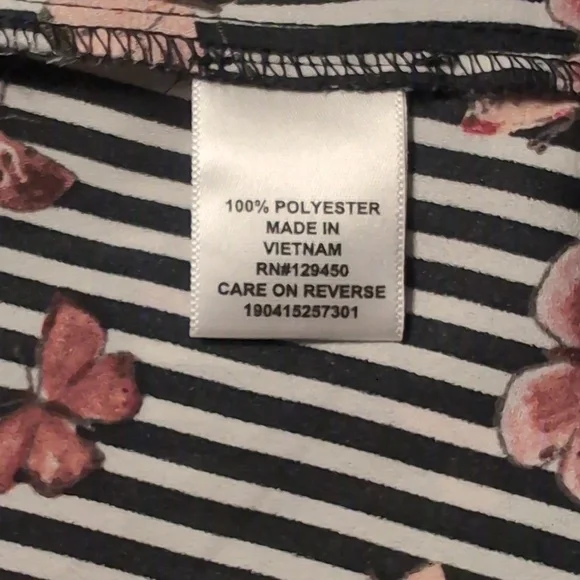 100% POLYESTER
MADE IN
VIETNAM
RN#129450
CARE ON REVERSE
190415257301